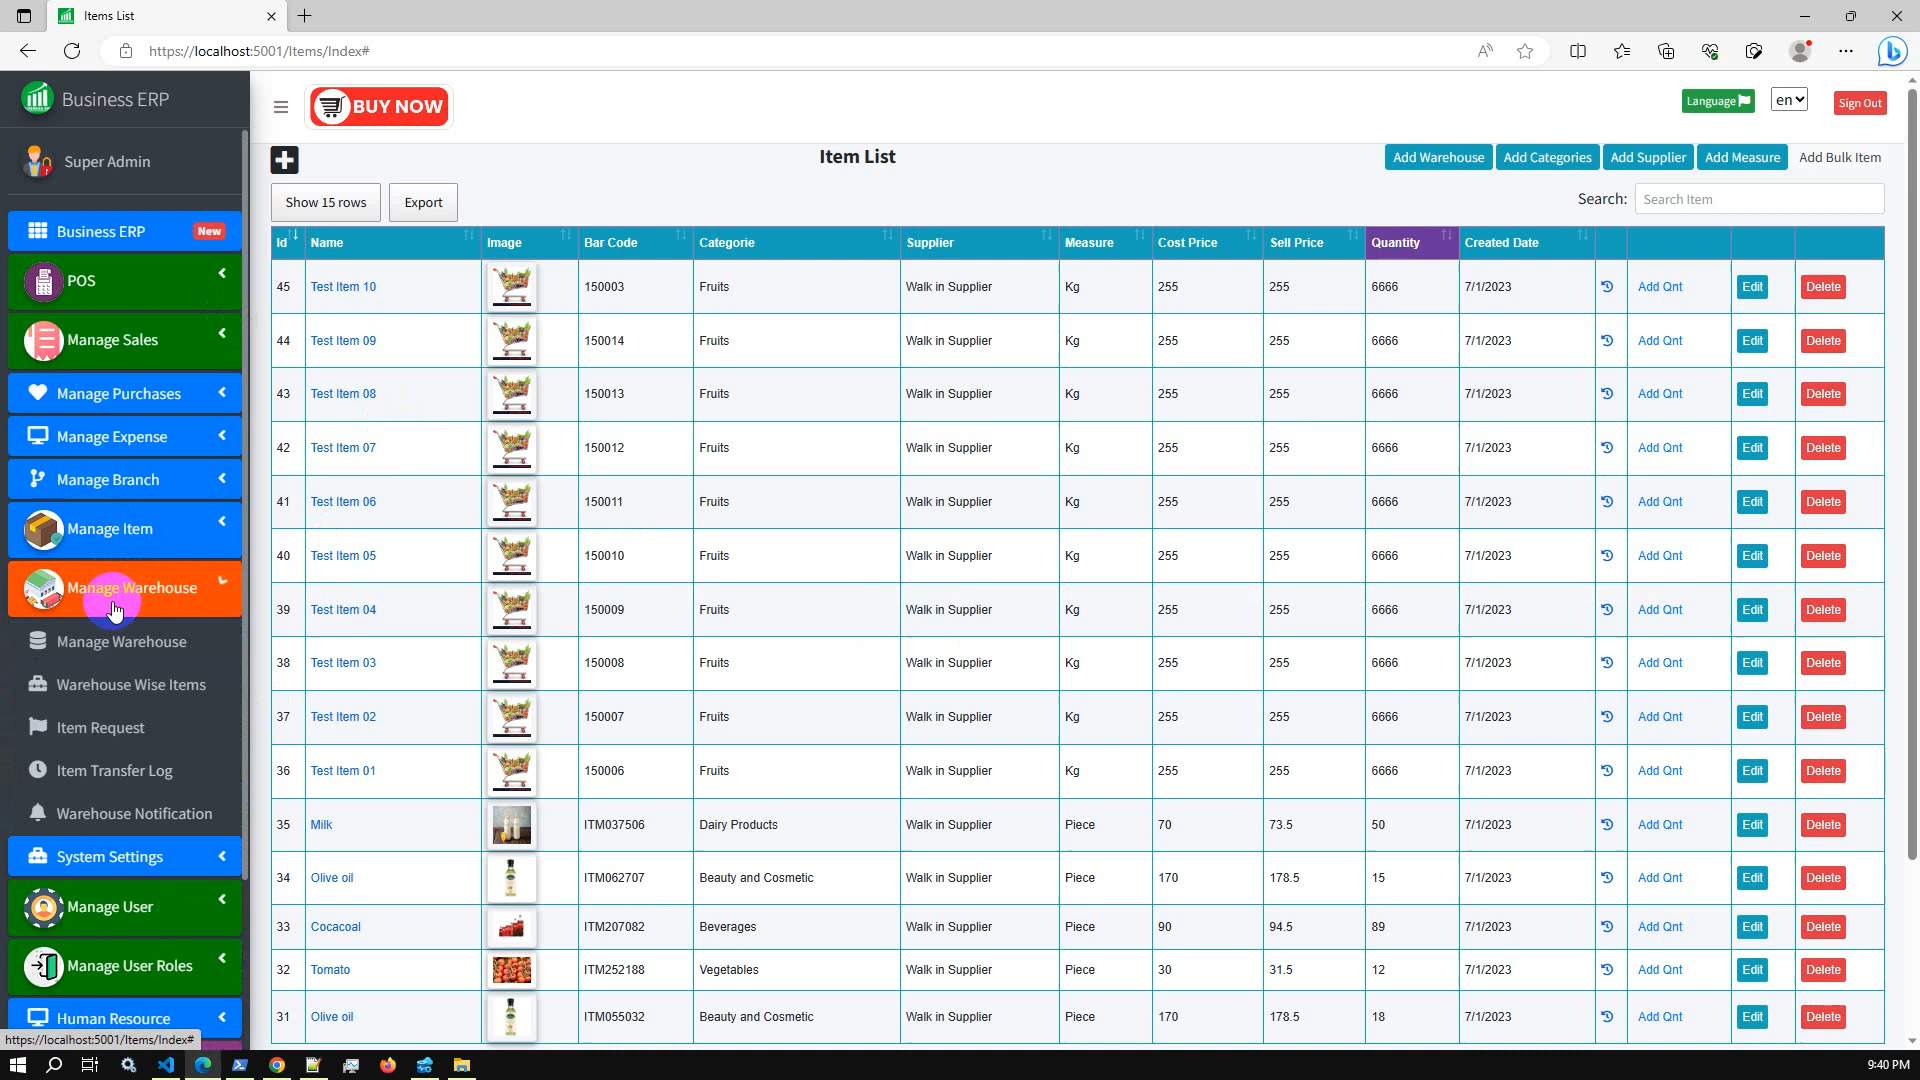 Items List
https://localhost:5001/Items/Index#
Business ERP
BUY NOW
Language
en
Sign Out
Super Admin
Item List
Add Warehouse
Add Categories
Add Supplier
Add Measure
Add Bulk Item
Show 15 rows
Export
Search:
Search Item
Business ERP New
POS
Manage Sales
Manage Purchases
Manage Expense
Manage Branch
Manage Item
Manage Warehouse
Manage Warehouse
Warehouse Wise Items
Item Request
Item Transfer Log
Warehouse Notification
System Settings
Manage User
Manage User Roles
Human Resource
Id Name Image Bar Code Categorie Supplier Measure Cost Price Sell Price Quantity Created Date
45 Test Item 10 150003 Fruits Walk in Supplier Kg 255 255 6666 7/1/2023 Add Qnt Edit Delete
44 Test Item 09 150014 Fruits Walk in Supplier Kg 255 255 6666 7/1/2023 Add Qnt Edit Delete
43 Test Item 08 150013 Fruits Walk in Supplier Kg 255 255 6666 7/1/2023 Add Qnt Edit Delete
42 Test Item 07 150012 Fruits Walk in Supplier Kg 255 255 6666 7/1/2023 Add Qnt Edit Delete
41 Test Item 06 150011 Fruits Walk in Supplier Kg 255 255 6666 7/1/2023 Add Qnt Edit Delete
40 Test Item 05 150010 Fruits Walk in Supplier Kg 255 255 6666 7/1/2023 Add Qnt Edit Delete
39 Test Item 04 150009 Fruits Walk in Supplier Kg 255 255 6666 7/1/2023 Add Qnt Edit Delete
38 Test Item 03 150008 Fruits Walk in Supplier Kg 255 255 6666 7/1/2023 Add Qnt Edit Delete
37 Test Item 02 150007 Fruits Walk in Supplier Kg 255 255 6666 7/1/2023 Add Qnt Edit Delete
36 Test Item 01 150006 Fruits Walk in Supplier Kg 255 255 6666 7/1/2023 Add Qnt Edit Delete
35 Milk ITM037506 Dairy Products Walk in Supplier Piece 70 73.5 50 7/1/2023 Add Qnt Edit Delete
34 Olive oil ITM062707 Beauty and Cosmetic Walk in Supplier Piece 170 178.5 15 7/1/2023 Add Qnt Edit Delete
33 Cocacoal ITM207082 Beverages Walk in Supplier Piece 90 94.5 89 7/1/2023 Add Qnt Edit Delete
32 Tomato ITM252188 Vegetables Walk in Supplier Piece 30 31.5 12 7/1/2023 Add Qnt Edit Delete
31 Olive oil ITM055032 Beauty and Cosmetic Walk in Supplier Piece 170 178.5 18 7/1/2023 Add Qnt Edit Delete
https://localhost:5001/Items/Index#
9:40 PM